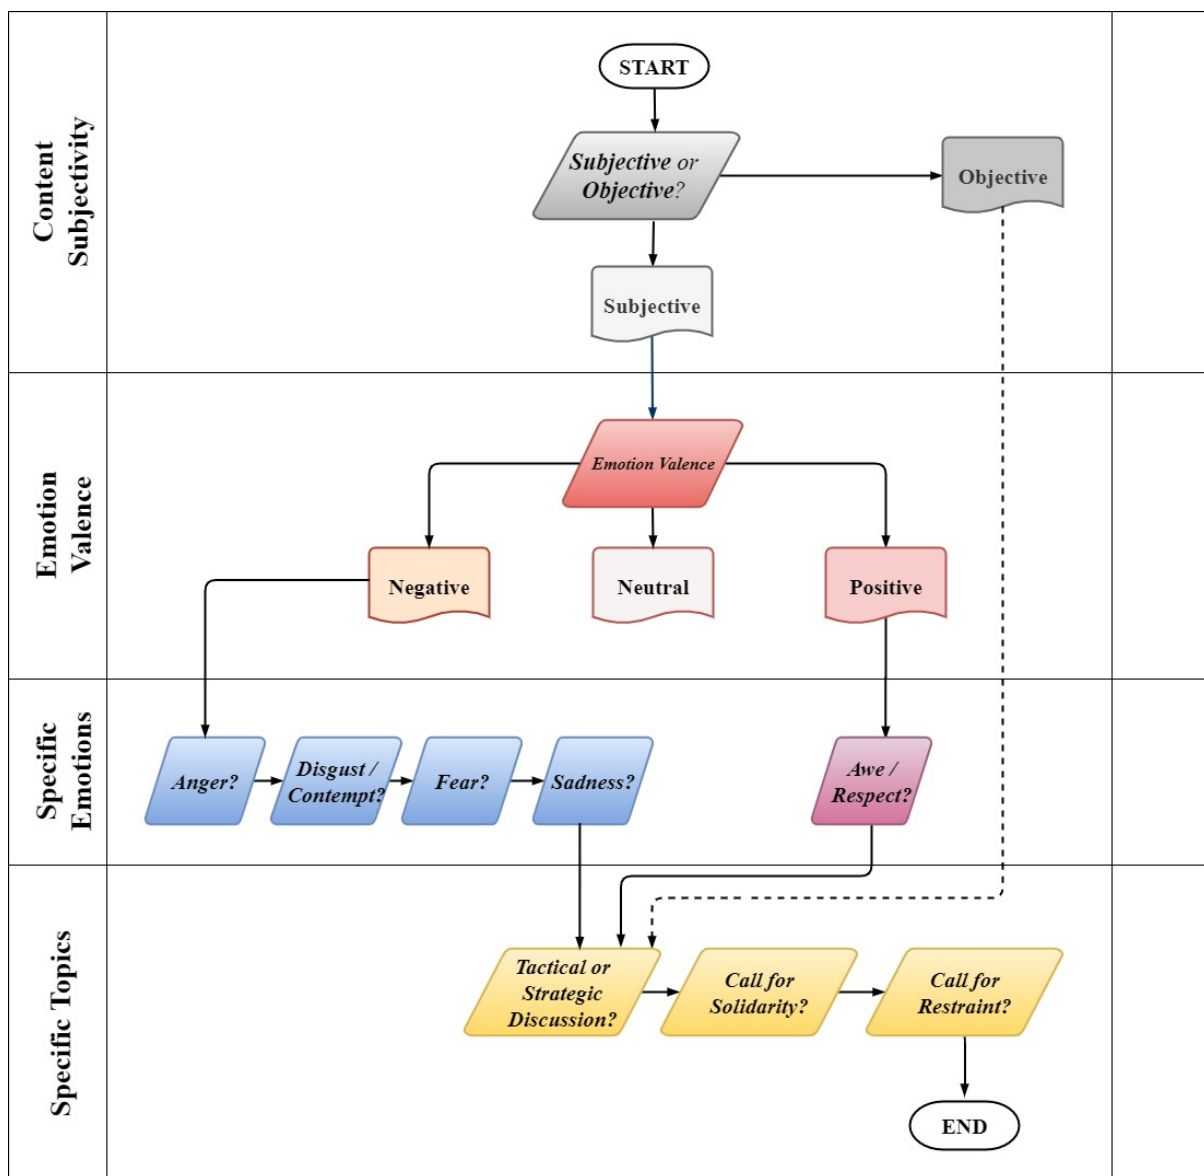 Content
Subjectivity
START
Subjective or
Objective?
Objective
Subjective
Emotion
Valence
Emotion Valence
Negative
Neutral
Positive
Specific
Emotions
Anger?
Disgust /
Contempt?
Fear?
Sadness?
Awe /
Respect?
Specific Topics
Tactical or
Strategic
Discussion?
Call for
Solidarity?
Call for
Restraint?
END